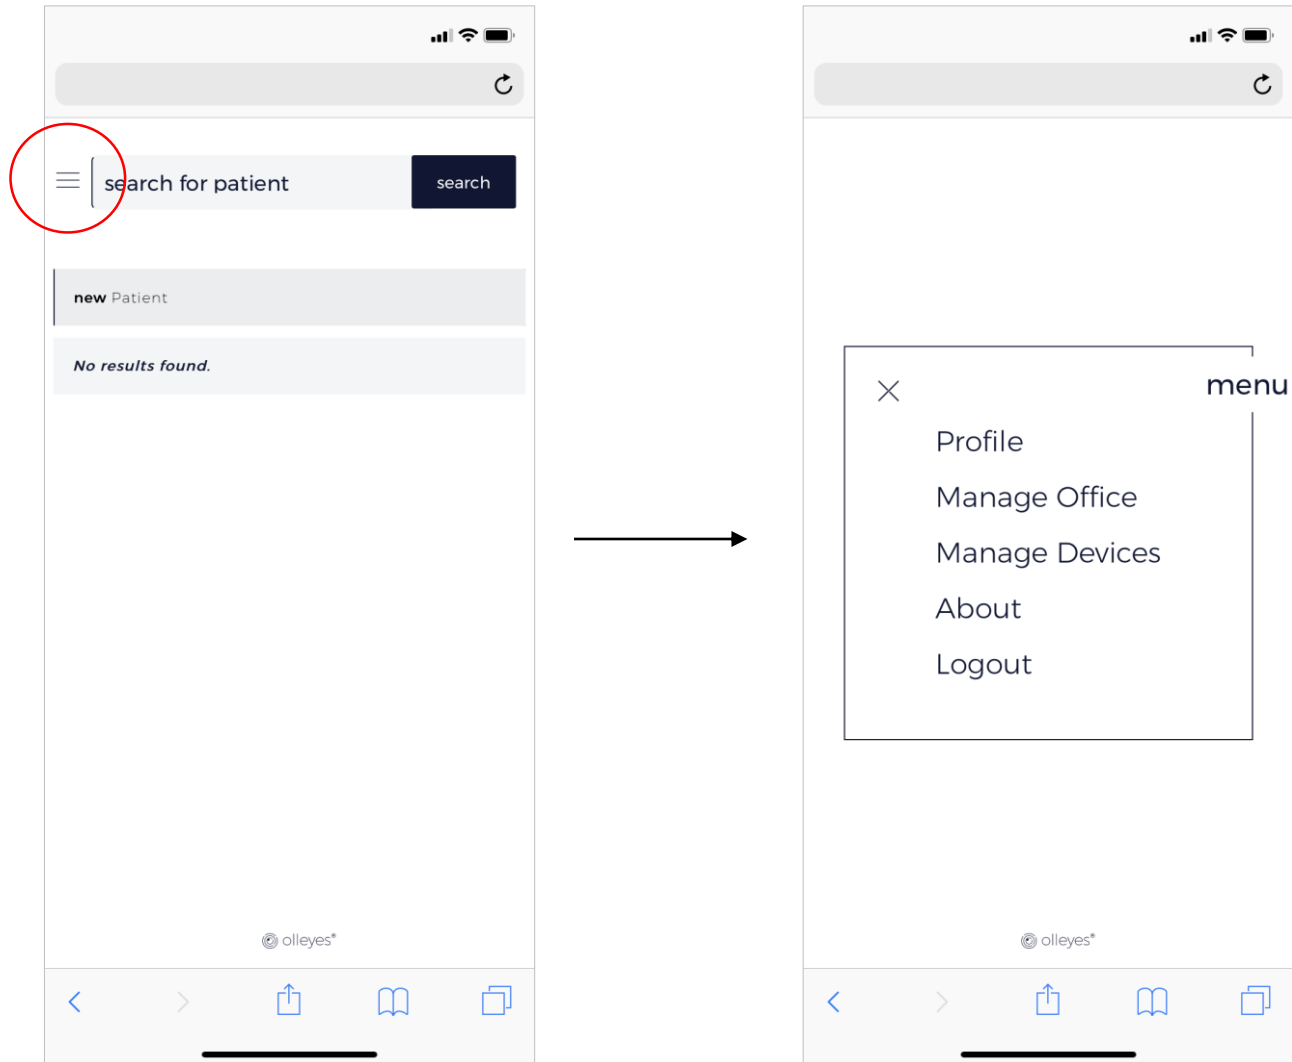 search for patient
search
new Patient
No results found.
olleyes®
menu
Profile
Manage Office
Manage Devices
About
Logout
olleyes®